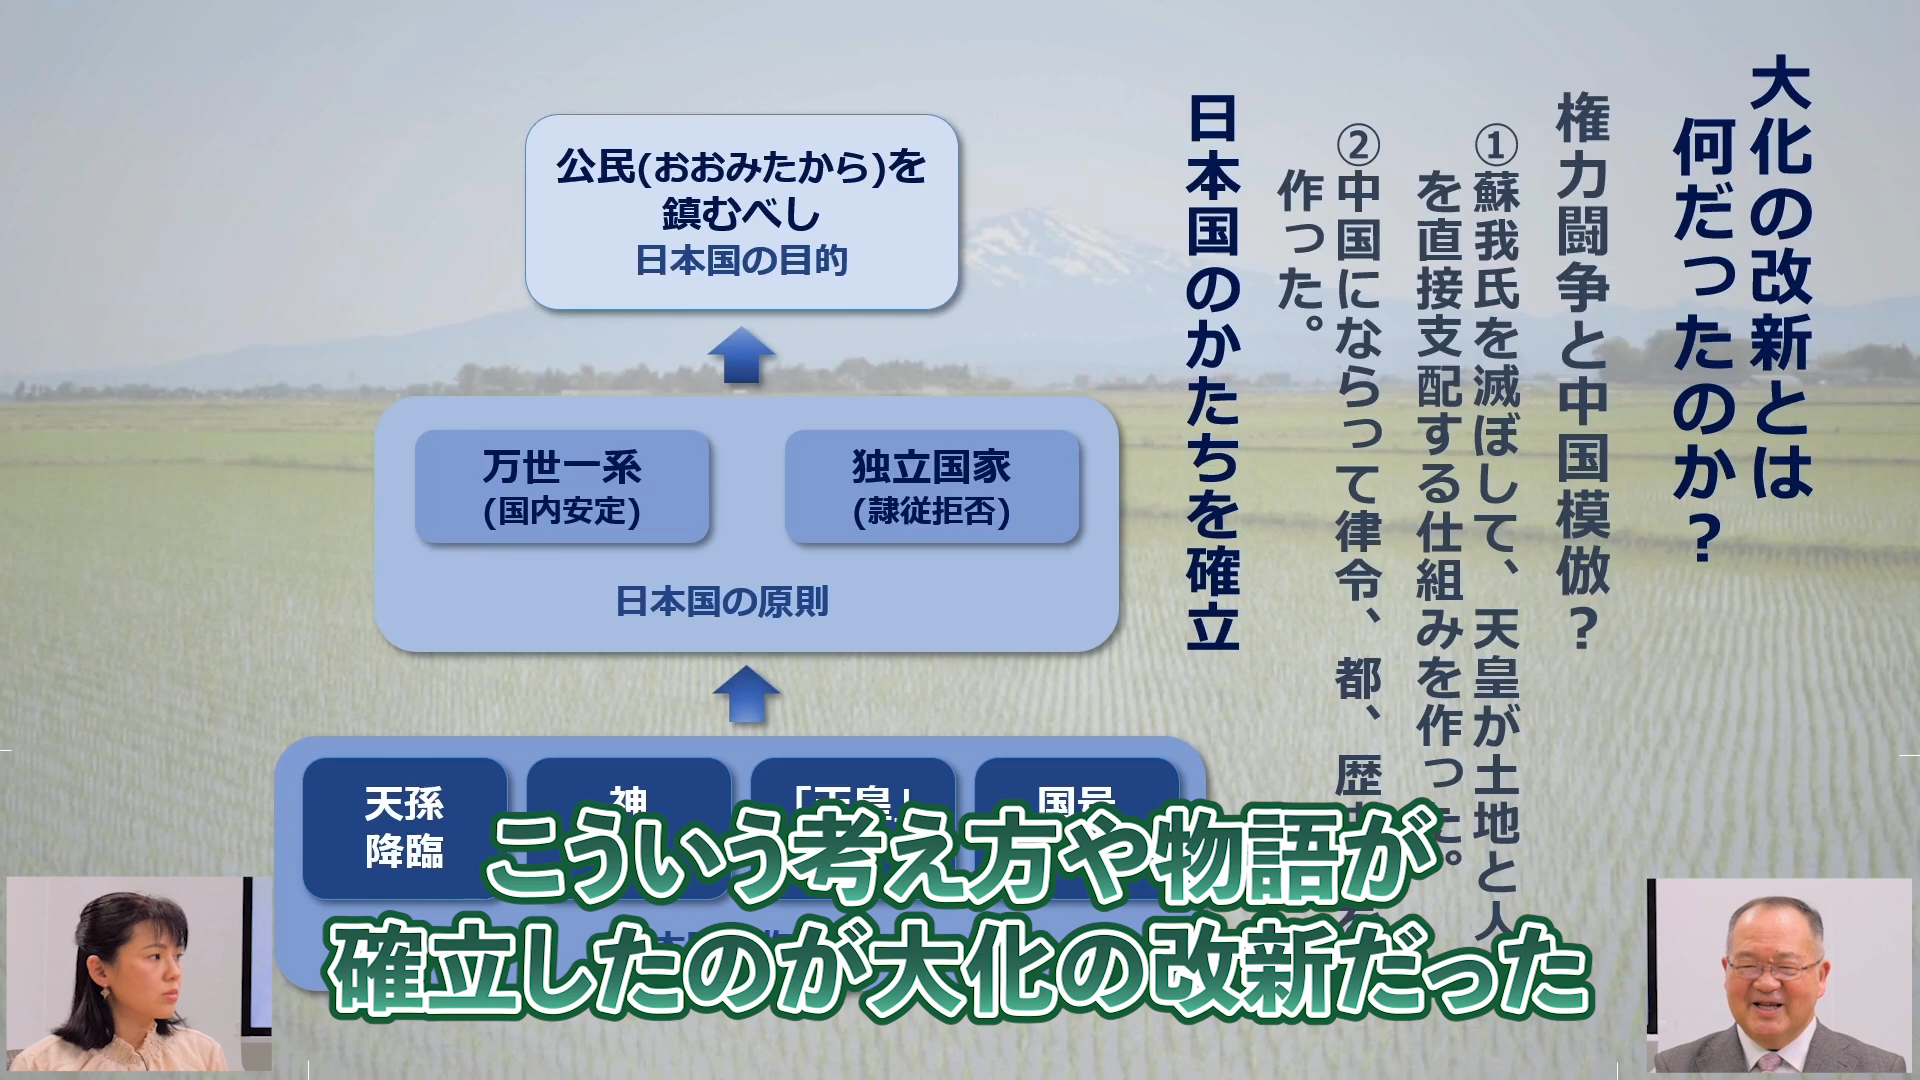 大化の改新とは
何だったのか?
権力闘争と中国模倣?
①蘇我氏を滅ぼして、天皇が土地と人
を直接支配する仕組みを作った。
②中国にならって律令、都、歴
作った。
日本国のかたちを確立
公民(おおみたから)を
鎮むべし
日本国の目的
万世一系
(国内安定)
独立国家
(隷従拒否)
日本国の原則
天孫
降臨
神
「天皇」
国号
こういう考え方や物語が
確立したのが大化の改新だった